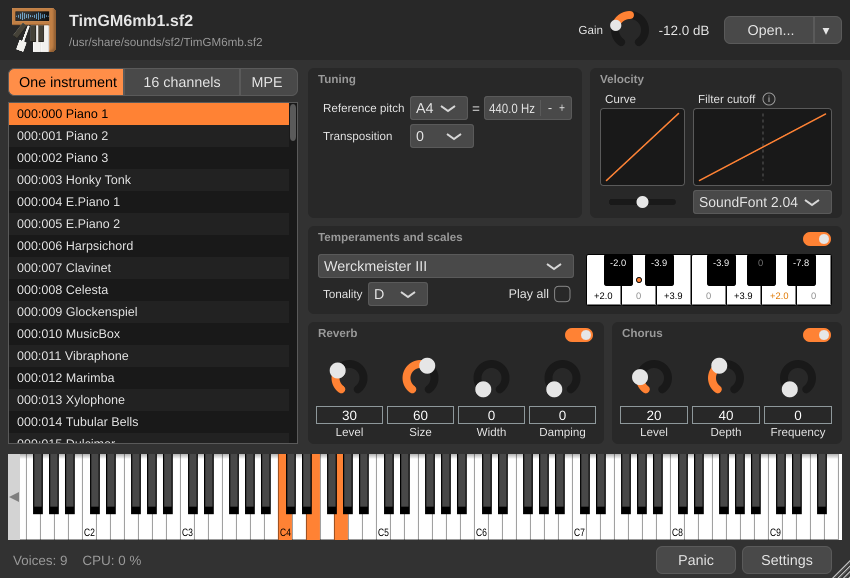 TimGM6mb1.sf2
/usr/share/sounds/sf2/TimGM6mb.sf2
Gain
-12.0 dB
Open...
One instrument
16 channels
MPE
000:000 Piano 1
000:001 Piano 2
000:002 Piano 3
000:003 Honky Tonk
000:004 E.Piano 1
000:005 E.Piano 2
000:006 Harpsichord
000:007 Clavinet
000:008 Celesta
000:009 Glockenspiel
000:010 MusicBox
000:011 Vibraphone
000:012 Marimba
000:013 Xylophone
000:014 Tubular Bells
000:015 Dulcimer
Tuning
Reference pitch A4 = 440.0 Hz - +
Transposition 0
Velocity
Curve
Filter cutoff i
SoundFont 2.04
Temperaments and scales
Werckmeister III
Tonality D
Play all
-2.0 -3.9 -3.9 0 -7.8
+2.0 0 +3.9 0 +3.9 +2.0 0
Reverb
30 60 0 0
Level Size Width Damping
Chorus
20 40 0
Level Depth Frequency
C2 C3 C4 C5 C6 C7 C8 C9
Voices: 9 CPU: 0 %
Panic
Settings